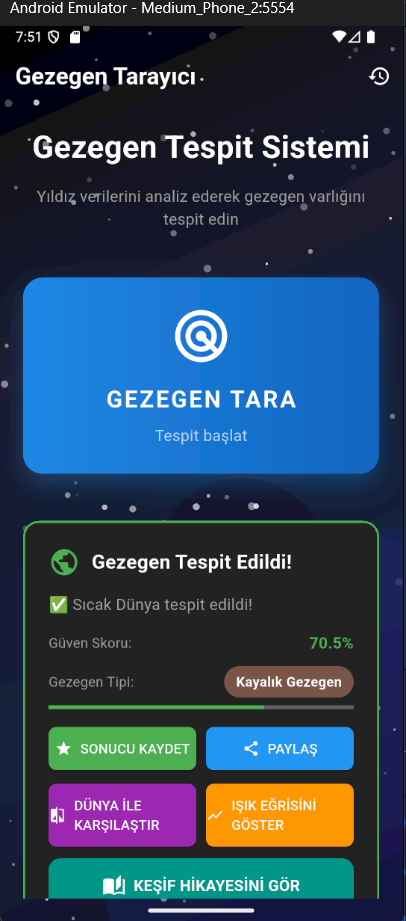 Android Emulator - Medium_Phone_2:5554
7:51
Gezegen Tarayıcı
Gezegen Tespit Sistemi
Yıldız verilerini analiz ederek gezegen varlığını
tespit edin
GEZEGEN TARA
Tespit başlat
Gezegen Tespit Edildi!
✅ Sıcak Dünya tespit edildi!
Güven Skoru: 70.5%
Gezegen Tipi: Kayalık Gezegen
SONUCU KAYDET PAYLAŞ
DÜNYA İLE
KARŞILAŞTIR
IŞIK EĞRİSİNİ
GÖSTER
KEŞİF HİKAYESİNİ GÖR